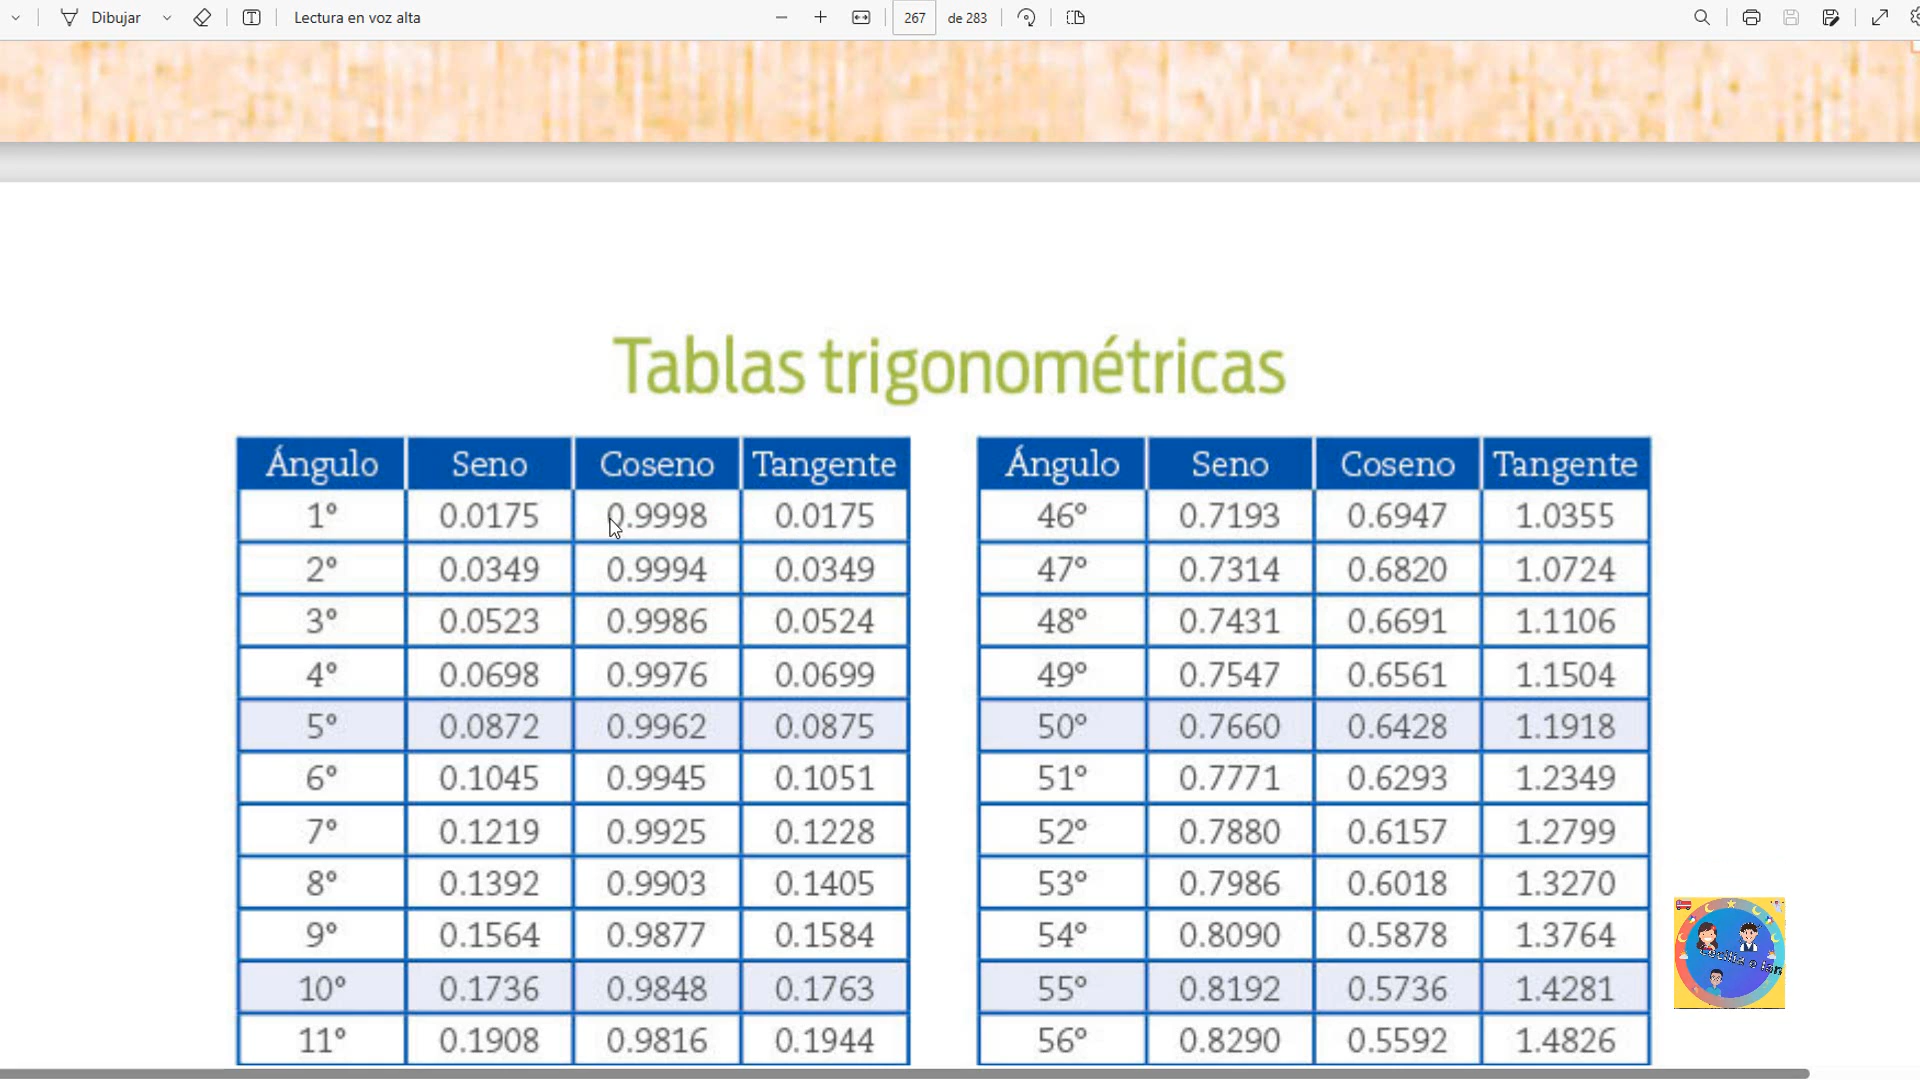 Dibujar Lectura en voz alta 267 de 283
Tablas trigonométricas
Ángulo Seno Coseno Tangente
1° 0.0175 0.9998 0.0175
2° 0.0349 0.9994 0.0349
3° 0.0523 0.9986 0.0524
4° 0.0698 0.9976 0.0699
5° 0.0872 0.9962 0.0875
6° 0.1045 0.9945 0.1051
7° 0.1219 0.9925 0.1228
8° 0.1392 0.9903 0.1405
9° 0.1564 0.9877 0.1584
10° 0.1736 0.9848 0.1763
11° 0.1908 0.9816 0.1944
Ángulo Seno Coseno Tangente
46° 0.7193 0.6947 1.0355
47° 0.7314 0.6820 1.0724
48° 0.7431 0.6691 1.1106
49° 0.7547 0.6561 1.1504
50° 0.7660 0.6428 1.1918
51° 0.7771 0.6293 1.2349
52° 0.7880 0.6157 1.2799
53° 0.7986 0.6018 1.3270
54° 0.8090 0.5878 1.3764
55° 0.8192 0.5736 1.4281
56° 0.8290 0.5592 1.4826